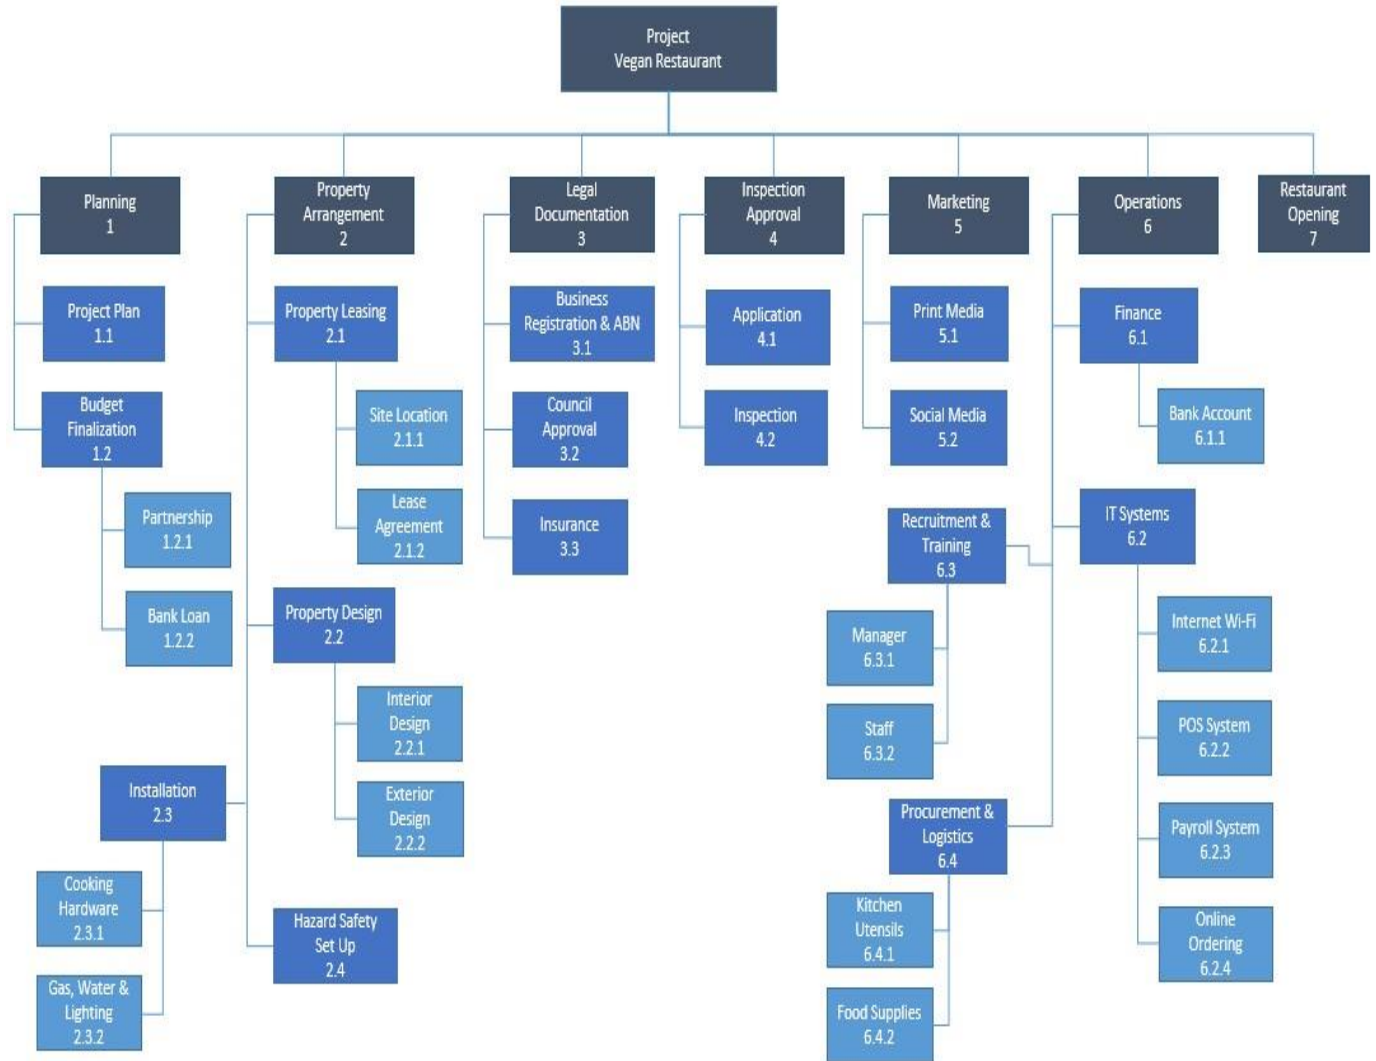 Project
Vegan Restaurant
Planning
1
Property
Arrangement
2
Legal
Documentation
3
Inspection
Approval
4
Marketing
5
Operations
6
Restaurant
Opening
7
Project Plan
1.1
Budget
Finalization
1.2
Partnership
1.2.1
Bank Loan
1.2.2
Property Leasing
2.1
Site Location
2.1.1
Lease
Agreement
2.1.2
Property Design
2.2
Interior
Design
2.2.1
Exterior
Design
2.2.2
Installation
2.3
Cooking
Hardware
2.3.1
Gas, Water &
Lighting
2.3.2
Hazard Safety
Set Up
2.4
Business
Registration & ABN
3.1
Council
Approval
3.2
Insurance
3.3
Application
4.1
Inspection
4.2
Print Media
5.1
Social Media
5.2
Finance
6.1
Bank Account
6.1.1
IT Systems
6.2
Internet Wi-Fi
6.2.1
POS System
6.2.2
Payroll System
6.2.3
Online
Ordering
6.2.4
Recruitment &
Training
6.3
Manager
6.3.1
Staff
6.3.2
Procurement &
Logistics
6.4
Kitchen
Utensils
6.4.1
Food Supplies
6.4.2